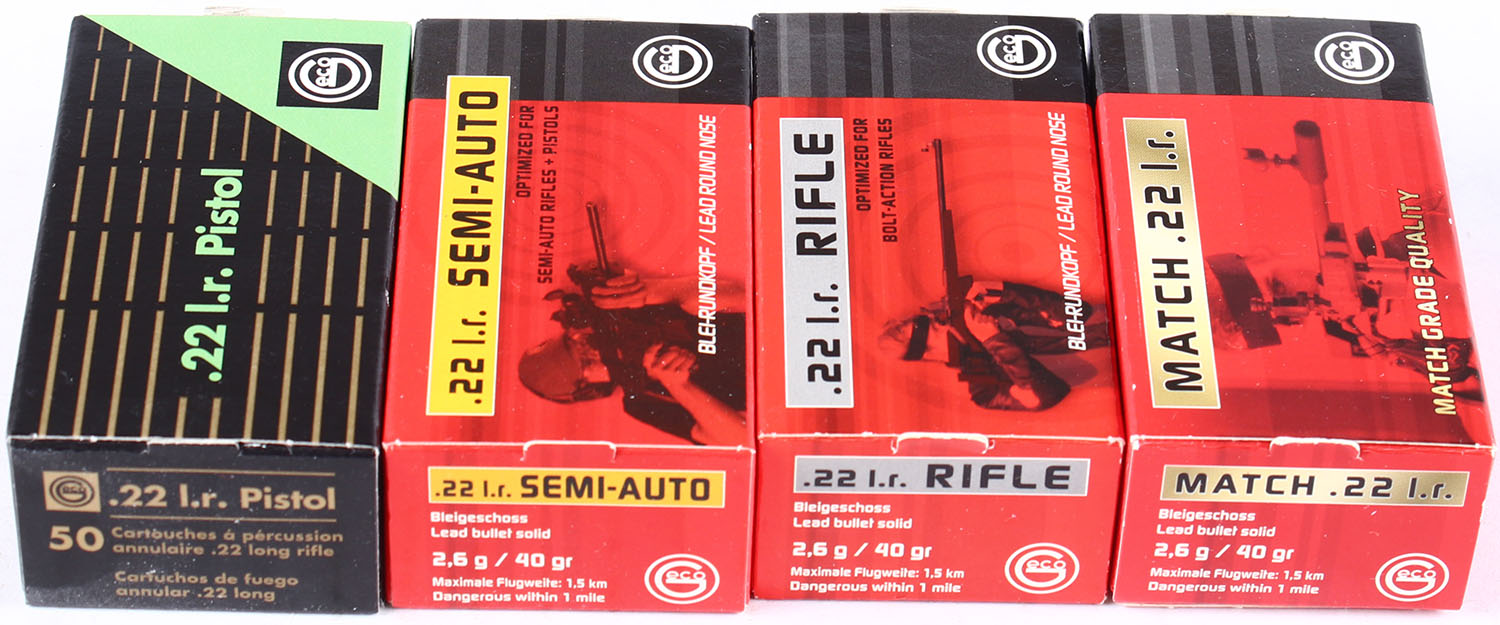 Geco
.22 l.r. Pistol
Geco
.22 l.r. Pistol
50
Cartouches á percussion
annulaire .22 long rifle
Cartuchos de fuego
annular .22 long
Geco
.22 l.r. SEMI-AUTO
OPTIMIZED FOR
SEMI-AUTO RIFLES + PISTOLS
BLEI-RUNDKOPF / LEAD ROUND NOSE
.22 l.r. SEMI-AUTO
Bleigeschoss
Lead bullet solid
2,6 g / 40 gr
Maximale Flugweite: 1,5 km
Dangerous within 1 mile
Geco
Geco
.22 l.r. RIFLE
OPTIMIZED FOR
BOLT-ACTION RIFLES
BLEI-RUNDKOPF / LEAD ROUND NOSE
.22 l.r. RIFLE
Bleigeschoss
Lead bullet solid
2,6 g / 40 gr
Maximale Flugweite: 1,5 km
Dangerous within 1 mile
Geco
Geco
MATCH .22 l.r.
MATCH GRADE QUALITY
MATCH .22 l.r.
Bleigeschoss
Lead bullet solid
2,6 g / 40 gr
Maximale Flugweite: 1,5 km
Dangerous within 1 mile
Geco